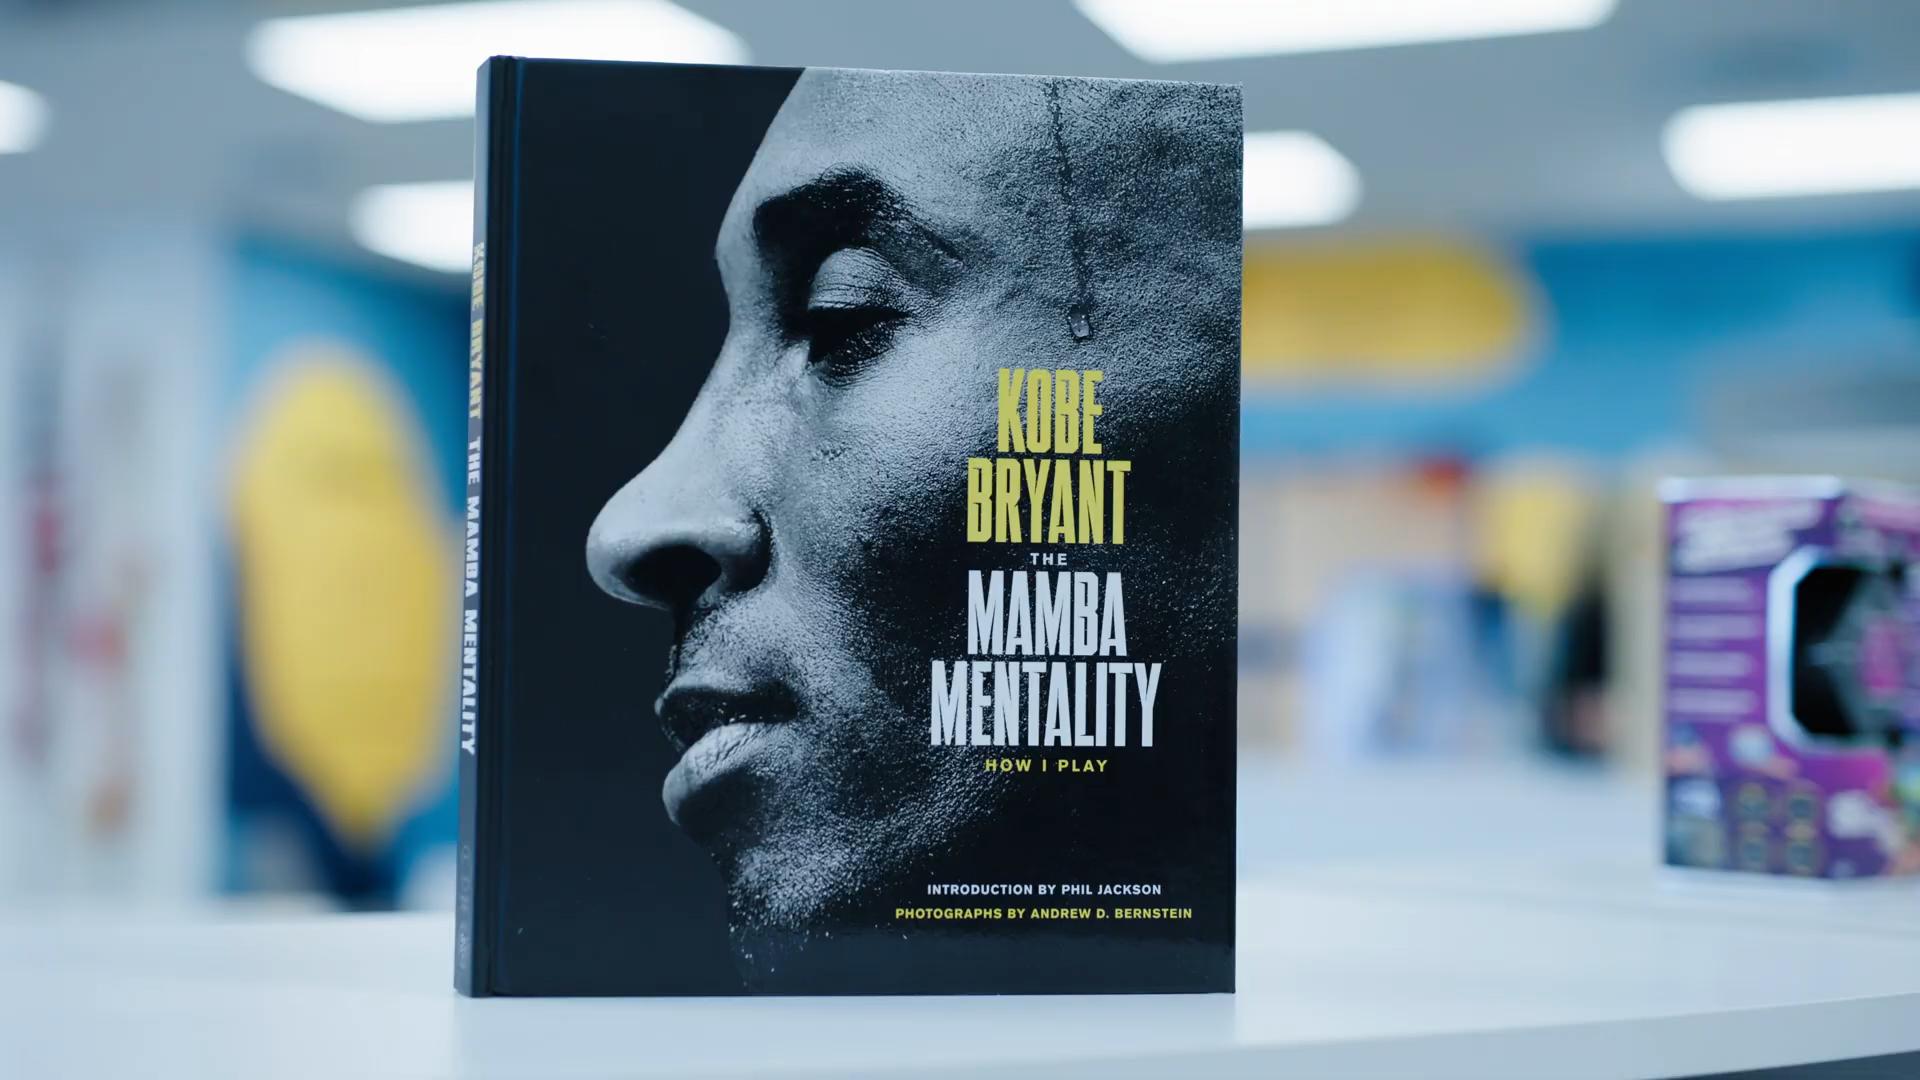 KOBE BRYANT THE MAMBA MENTALITY
KOBE
BRYANT
THE
MAMBA
MENTALITY
HOW I PLAY
INTRODUCTION BY PHIL JACKSON
PHOTOGRAPHS BY ANDREW D. BERNSTEIN